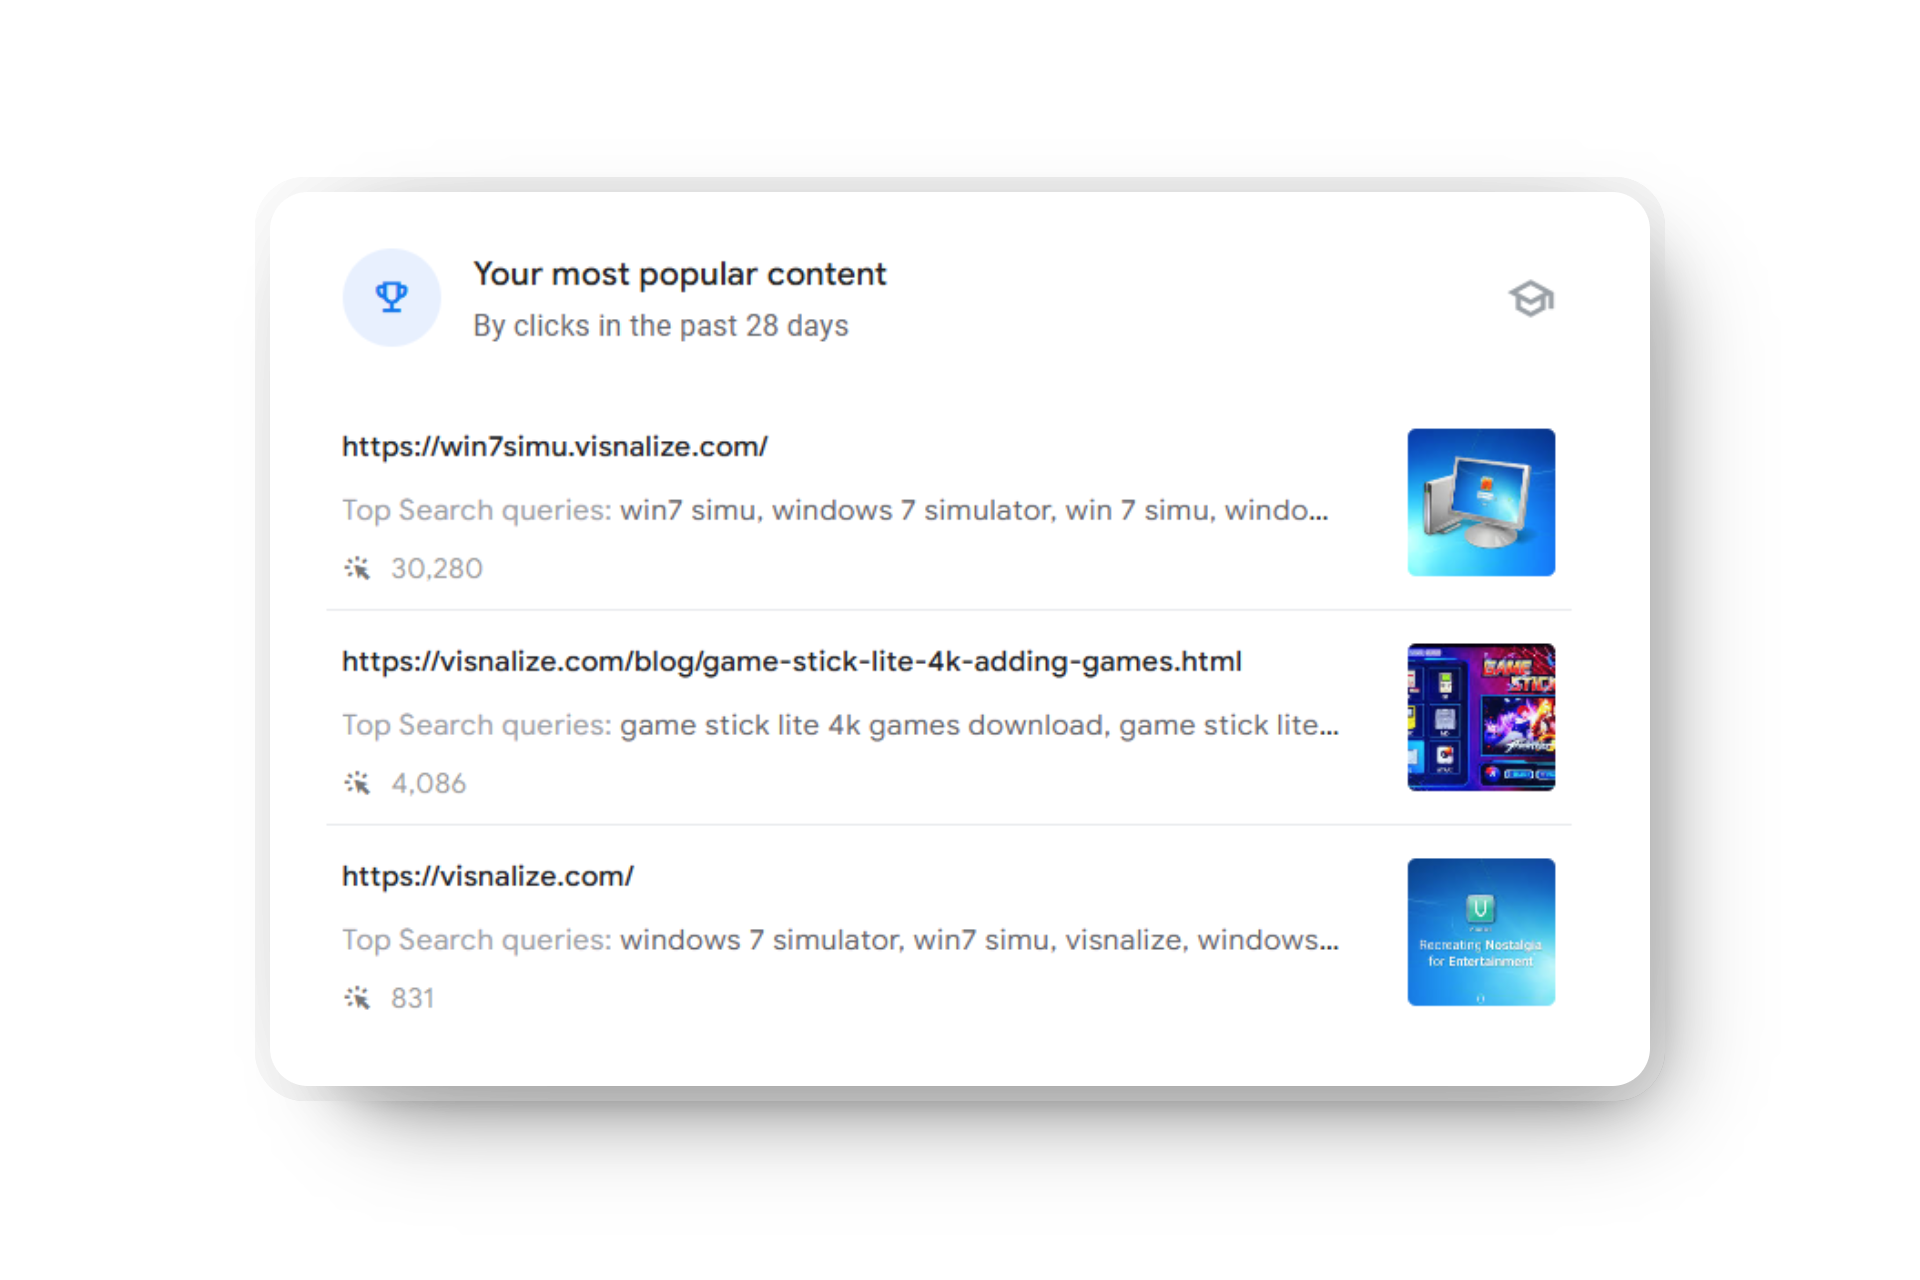 Your most popular content
By clicks in the past 28 days
https://win7simu.visnalize.com/
Top Search queries: win7 simu, windows 7 simulator, win 7 simu, windo...
30,280
https://visnalize.com/blog/game-stick-lite-4k-adding-games.html
Top Search queries: game stick lite 4k games download, game stick lite...
GAME
STICK
4,086
https://visnalize.com/
Top Search queries: windows 7 simulator, win7 simu, visnalize, windows...
Recreating Nostalgia
for Entertainment
831